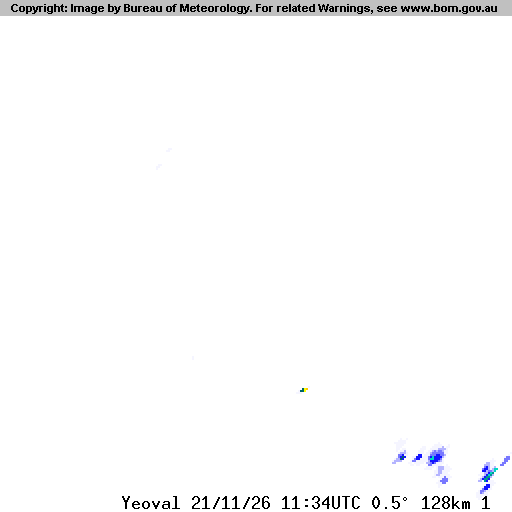 Copyright: Image by Bureau of Meteorology. For related Warnings, see www.bom.gov.au
Yeoval 21/11/26 11:34UTC 0.5° 128km 1